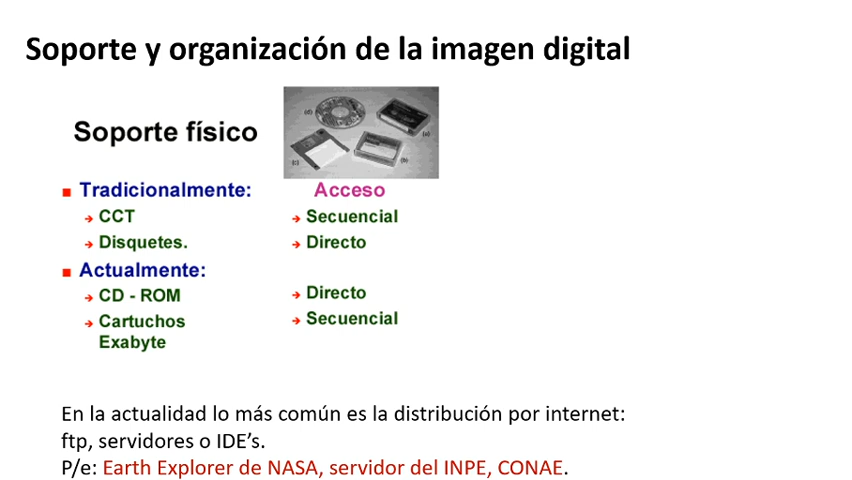 Soporte y organización de la imagen digital
Soporte físico
(d)
(a)
(c)
(b)
Tradicionalmente: Acceso
CCT Secuencial
Disquetes. Directo
Actualmente:
CD - ROM Directo
Cartuchos Secuencial
Exabyte
En la actualidad lo más común es la distribución por internet:
ftp, servidores o IDE’s.
P/e: Earth Explorer de NASA, servidor del INPE, CONAE.